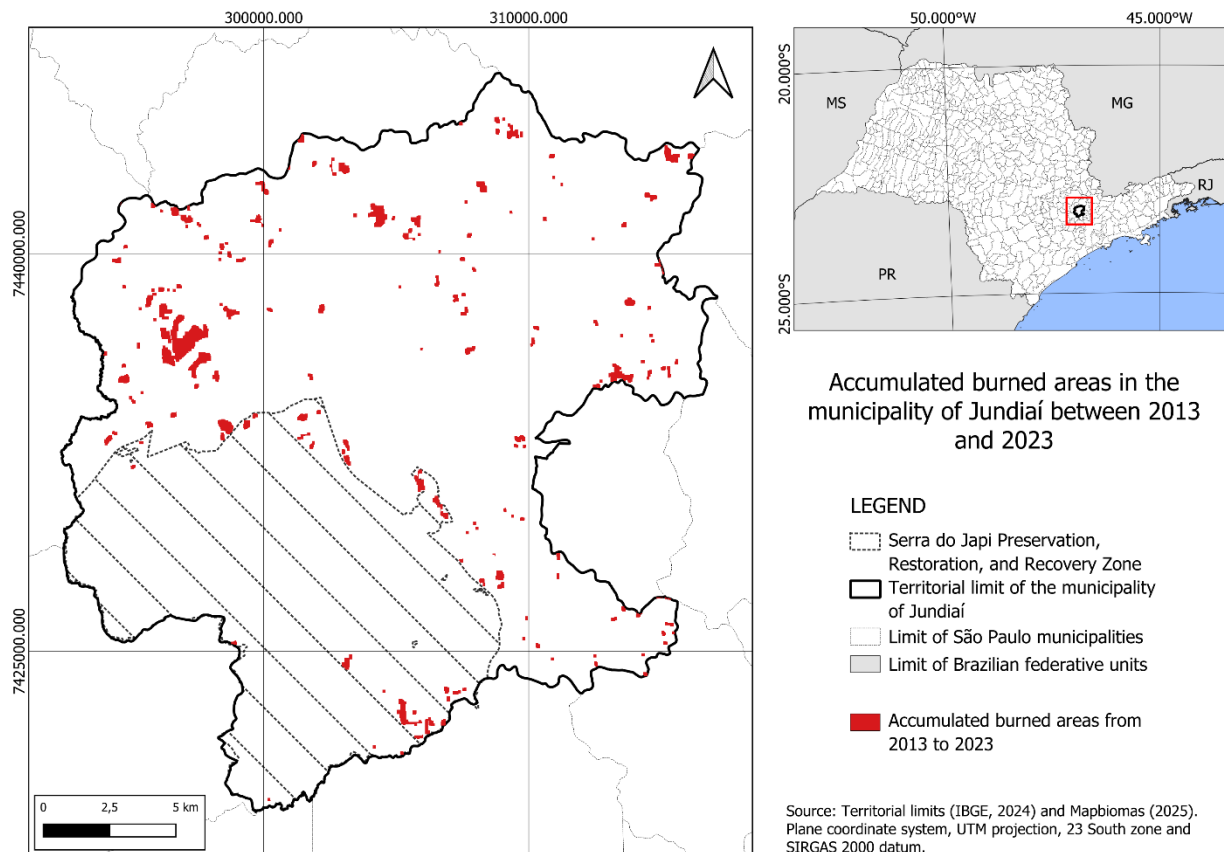 300000.000
310000.000
7440000.000
7425000.000
0 2,5 5 km
50.000°W
45.000°W
20.000°S
25.000°S
MS
MG
RJ
PR
Accumulated burned areas in the
municipality of Jundiaí between 2013
and 2023
LEGEND
Serra do Japi Preservation,
Restoration, and Recovery Zone
Territorial limit of the municipality
of Jundiaí
Limit of São Paulo municipalities
Limit of Brazilian federative units
Accumulated burned areas from
2013 to 2023
Source: Territorial limits (IBGE, 2024) and Mapbiomas (2025).
Plane coordinate system, UTM projection, 23 South zone and
SIRGAS 2000 datum.